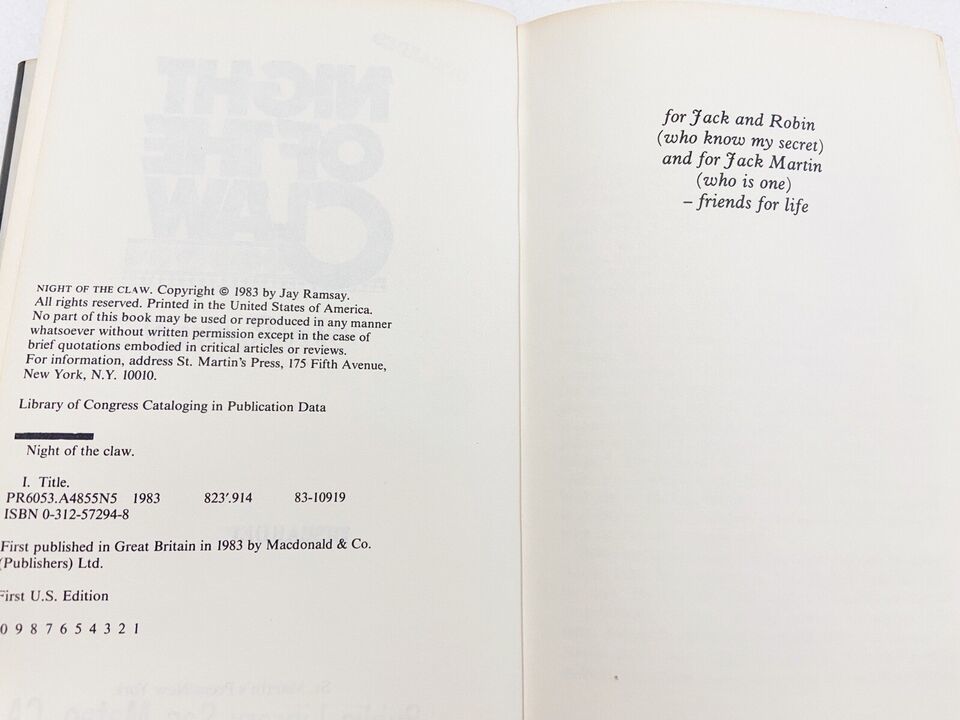 NIGHT OF THE CLAW. Copyright © 1983 by Jay Ramsay.
All rights reserved. Printed in the United States of America.
No part of this book may be used or reproduced in any manner
whatsoever without written permission except in the case of
brief quotations embodied in critical articles or reviews.
For information, address St. Martin's Press, 175 Fifth Avenue,
New York, N.Y. 10010.
Library of Congress Cataloging in Publication Data
Night of the claw.
I. Title.
PR6053.A4855N5 1983 823'.914 83-10919
ISBN 0-312-57294-8
First published in Great Britain in 1983 by Macdonald & Co.
(Publishers) Ltd.
First U.S. Edition
0 9 8 7 6 5 4 3 2 1
for Jack and Robin
(who know my secret)
and for Jack Martin
(who is one)
– friends for life
NIGHT
OF THE
CLAW